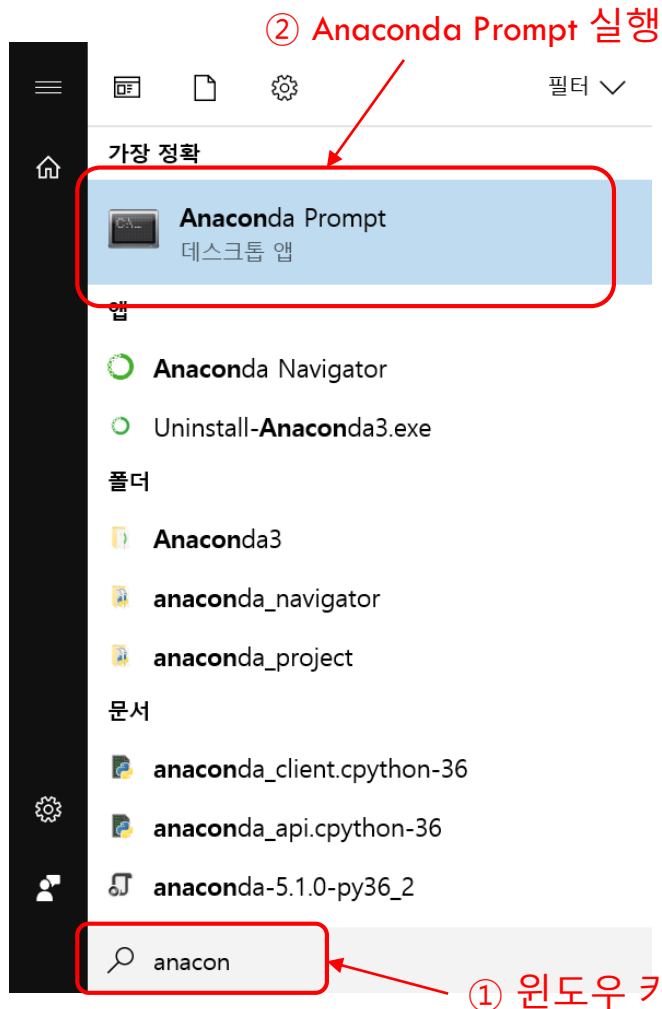 ② Anaconda Prompt 실행
필터
가장 정확
Anaconda Prompt
데스크톱 앱
앱
Anaconda Navigator
Uninstall-Anaconda3.exe
폴더
Anaconda3
anaconda_navigator
anaconda_project
문서
anaconda_client.cpython-36
anaconda_api.cpython-36
anaconda-5.1.0-py36_2
anacon
① 윈도우